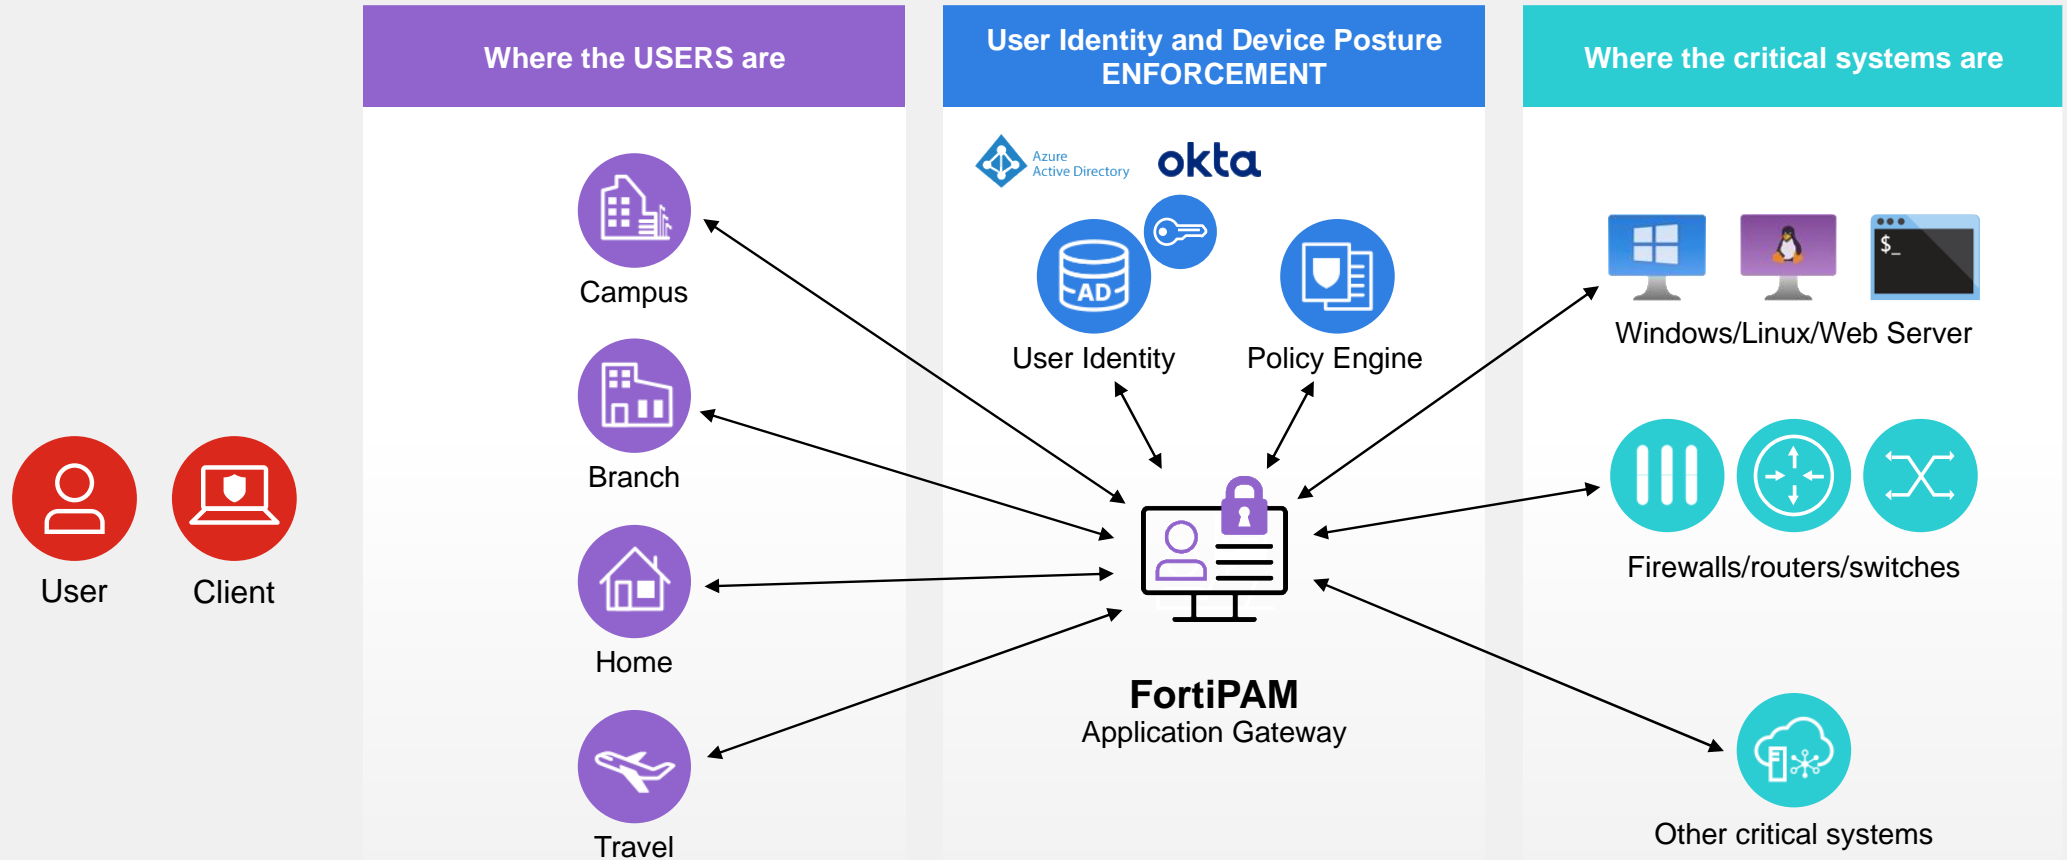 Where the USERS are
User Identity and Device Posture
ENFORCEMENT
Where the critical systems are
Azure
Active Directory
okta
Campus
AD
User Identity
Policy Engine
$_
Windows/Linux/Web Server
Branch
User
Client
Firewalls/routers/switches
Home
FortiPAM
Application Gateway
Travel
Other critical systems